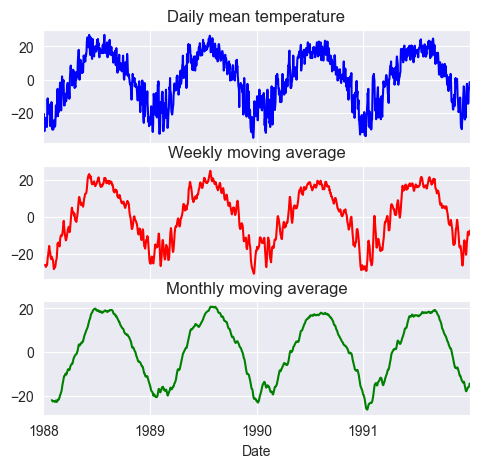 Daily mean temperature
20
0
−20
Weekly moving average
20
0
−20
Monthly moving average
20
0
−20
1988 1989 1990 1991
Date